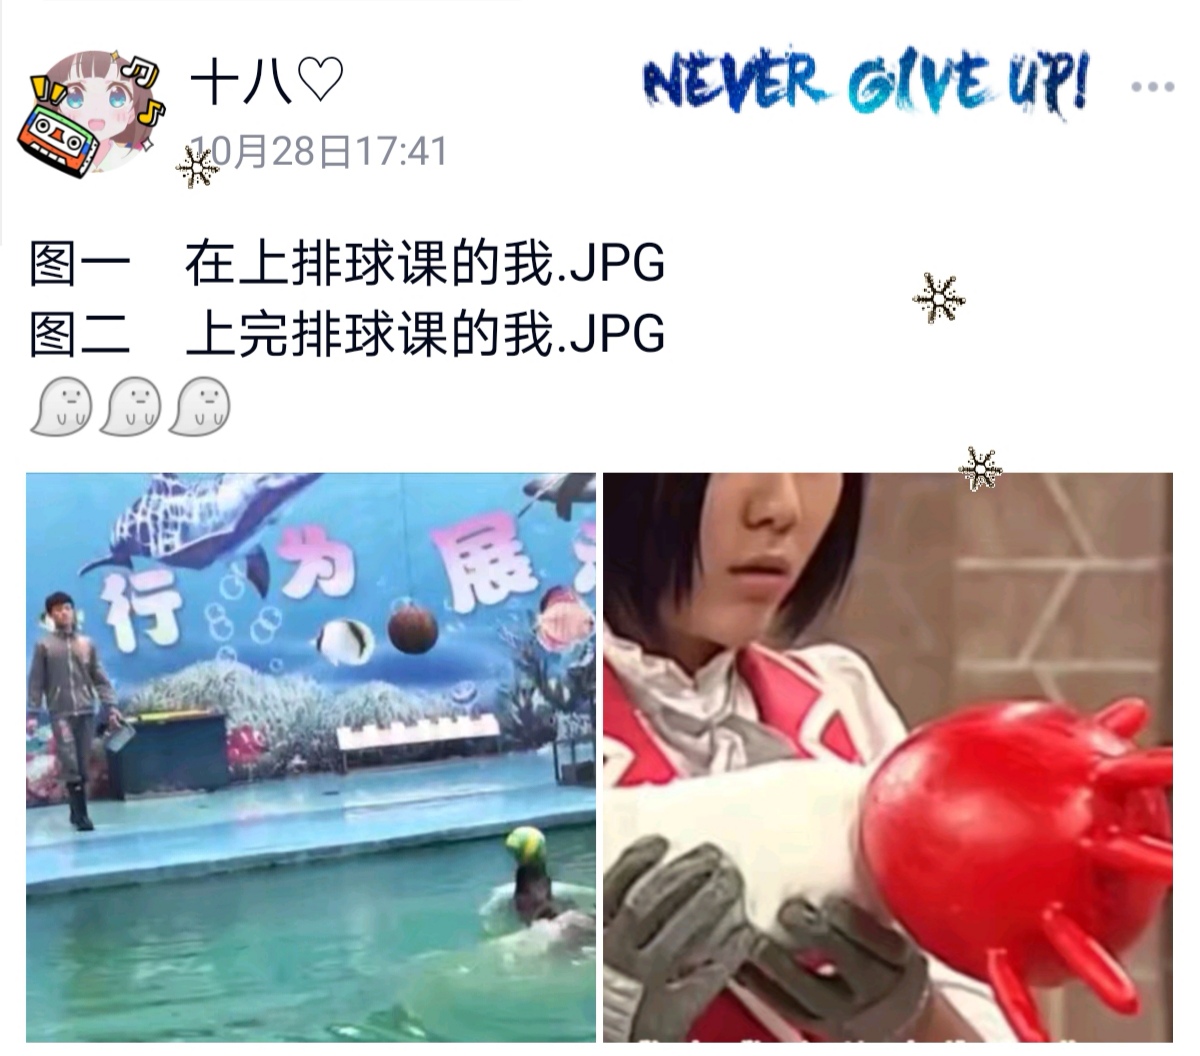 十八♡
NEVER GIVE UP!
10月28日17:41
图一 在上排球课的我.JPG
图二 上完排球课的我.JPG
行为展